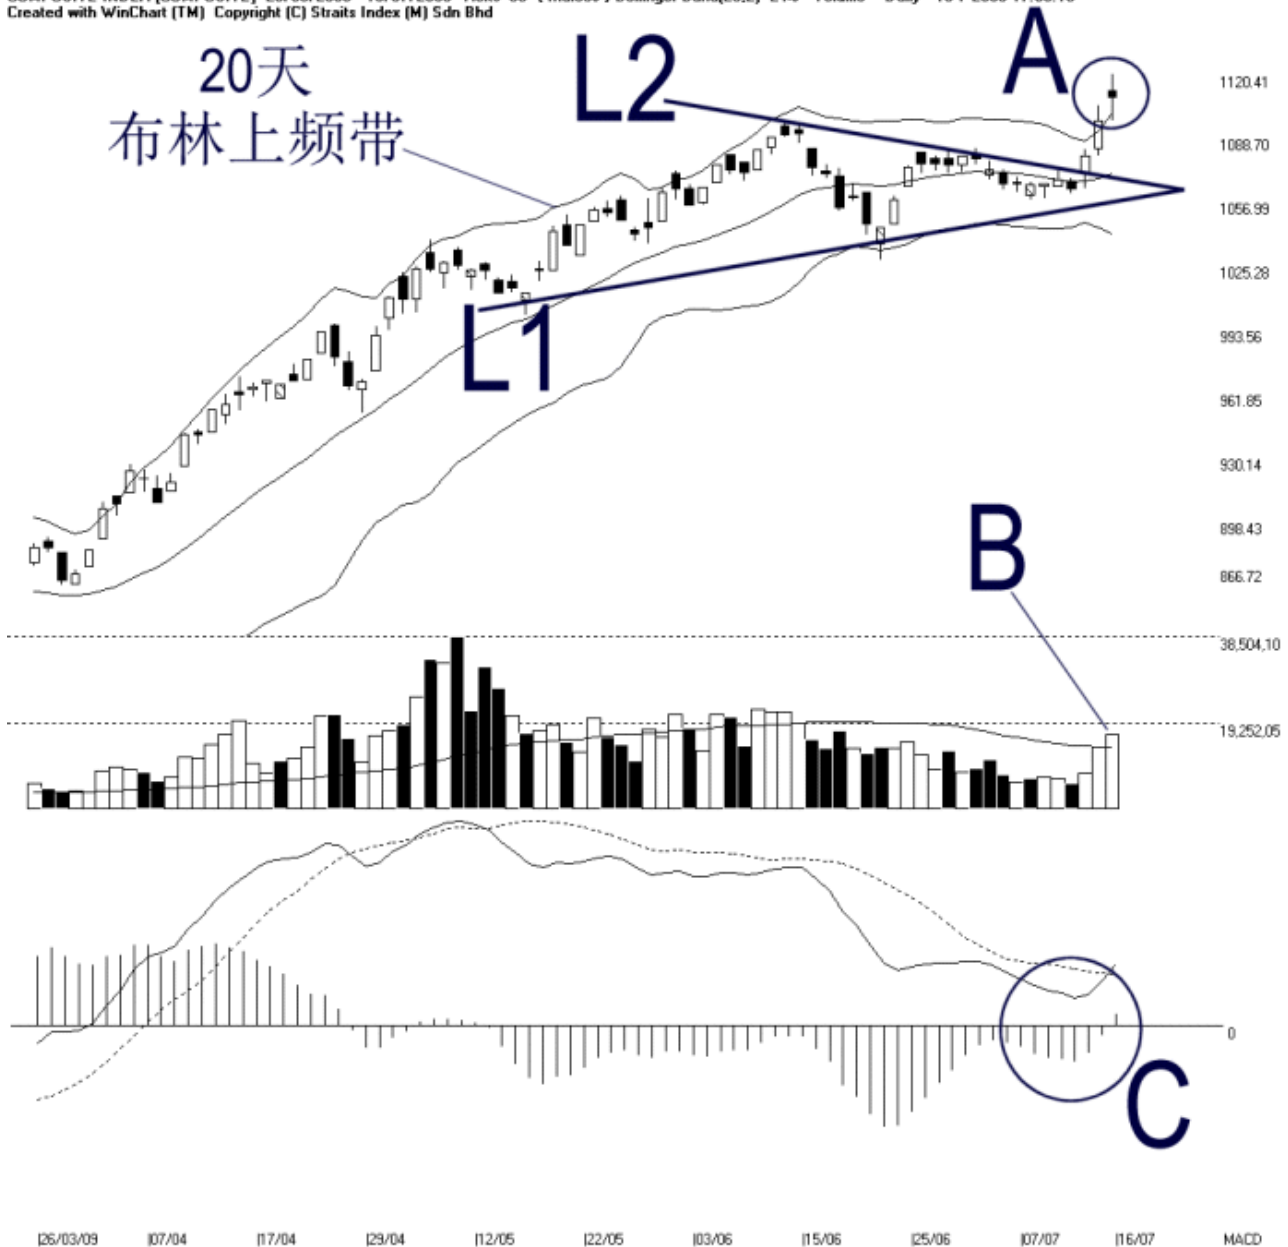 Created with WinChart (TM) Copyright (C) Straits Index (M) Sdn Bhd
20天
布林上频带
L2
A
1120.41
1088.70
1056.99
1025.28
L1
993.56
961.85
930.14
898.43
B
866.72
38,504,10
19,252,05
0
C
|26/03/09 |07/04 |17/04 |29/04 |12/05 |22/05 |03/06 |15/06 |25/06 |07/07 |16/07 MACD